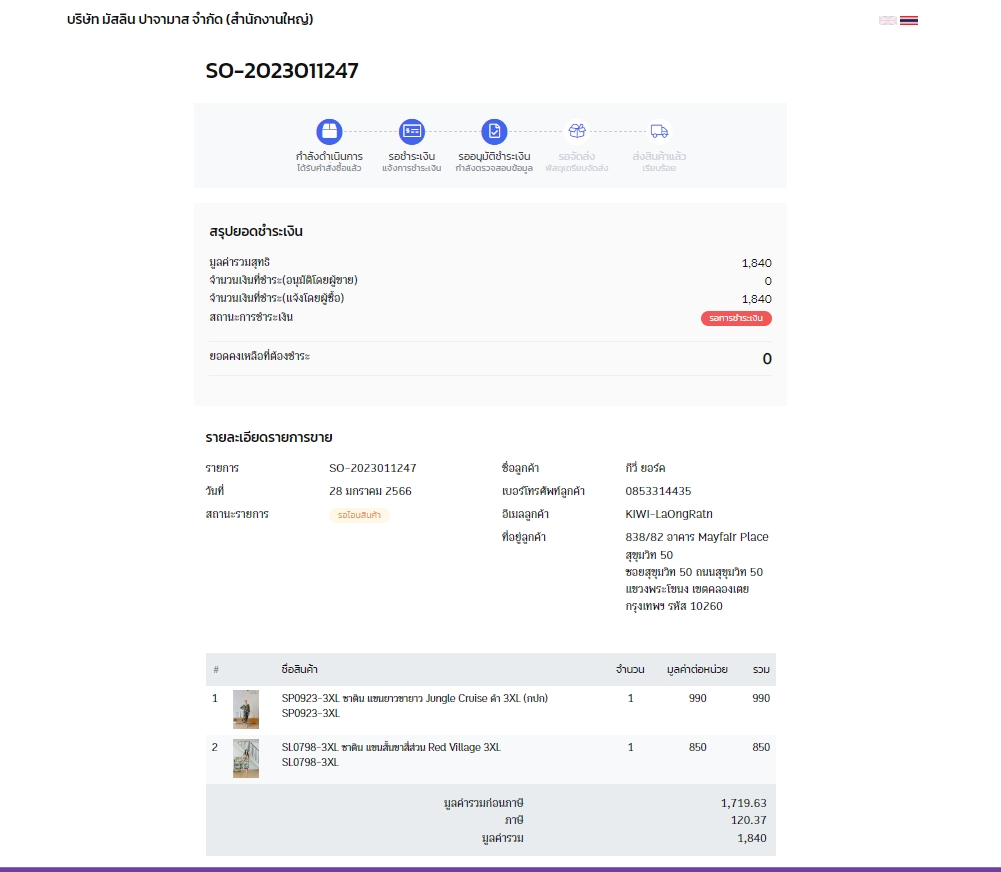 บริษัท มัสลิน ปาจามาส จำกัด (สำนักงานใหญ่)
SO-2023011247
กำลังดำเนินการ
ได้รับคำสั่งซื้อแล้ว
รอชำระเงิน
แจ้งการชำระเงิน
รออนุมัติชำระเงิน
กำลังตรวจสอบข้อมูล
รอจัดส่ง
พัสดุเตรียมจัดส่ง
ส่งสินค้าแล้ว
เรียบร้อย
สรุปยอดชำระเงิน
มูลค่ารวมสุทธิ 1,840
จำนวนเงินที่ชำระ(อนุมัติโดยผู้ขาย) 0
จำนวนเงินที่ชำระ(แจ้งโดยผู้ซื้อ) 1,840
สถานะการชำระเงิน รอการชำระเงิน
ยอดคงเหลือที่ต้องชำระ 0
รายละเอียดรายการขาย
รายการ SO-2023011247 ชื่อลูกค้า กีวี่ ยอร์ค
วันที่ 28 มกราคม 2566 เบอร์โทรศัพท์ลูกค้า 0853314435
สถานะรายการ รอโอนสินค้า อีเมลลูกค้า KIWI-LaOngRatn
ที่อยู่ลูกค้า 838/82 อาคาร Mayfair Place
สุขุมวิท 50
ซอยสุขุมวิท 50 ถนนสุขุมวิท 50
แขวงพระโขนง เขตคลองเตย
กรุงเทพฯ รหัส 10260
# ชื่อสินค้า จำนวน มูลค่าต่อหน่วย รวม
1 SP0923-3XL ซาติน แขนยาวขายาว Jungle Cruise ดำ 3XL (กปก) 1 990 990
SP0923-3XL
2 SL0798-3XL ซาติน แขนสั้นขาสี่ส่วน Red Village 3XL 1 850 850
SL0798-3XL
มูลค่ารวมก่อนภาษี 1,719.63
ภาษี 120.37
มูลค่ารวม 1,840